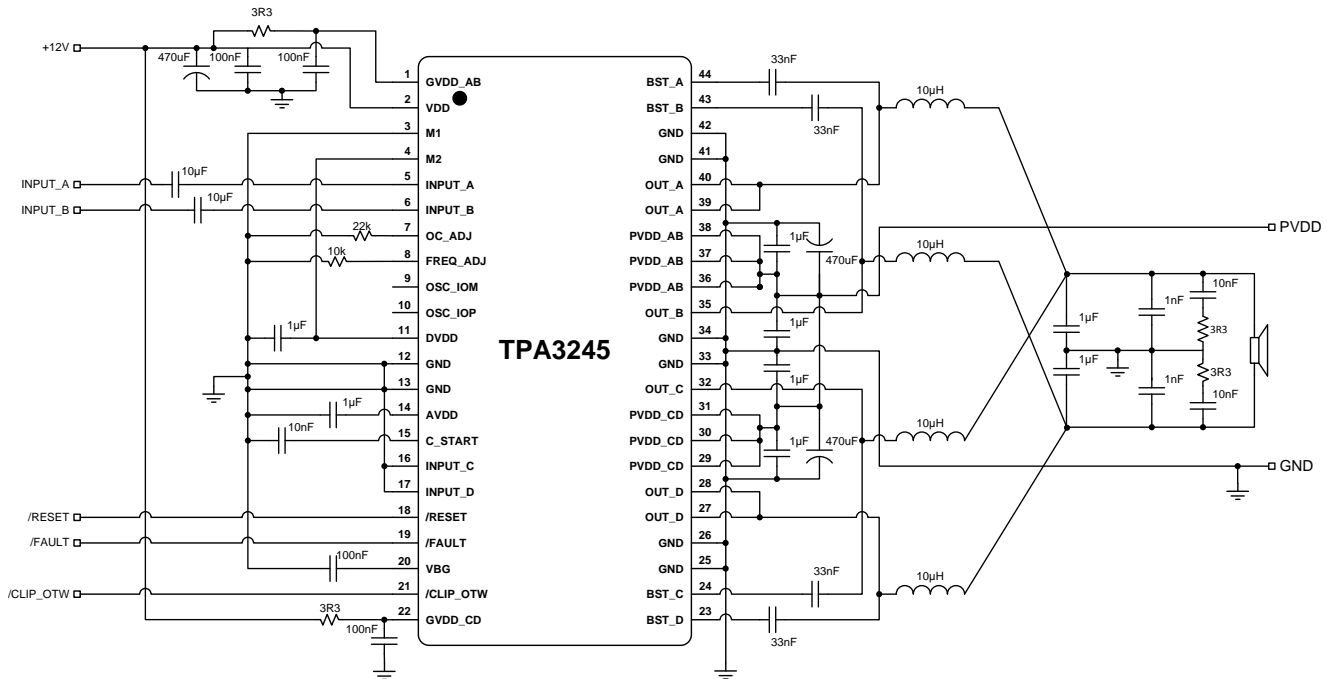 3R3
+12V
470uF
100nF
100nF
INPUT_A
INPUT_B
10µF
10µF
22k
10k
1µF
1µF
10nF
/RESET
/FAULT
100nF
/CLIP_OTW
3R3
100nF
TPA3245
1 GVDD_AB
2 VDD
3 M1
4 M2
5 INPUT_A
6 INPUT_B
7 OC_ADJ
8 FREQ_ADJ
9 OSC_IOM
10 OSC_IOP
11 DVDD
12 GND
13 GND
14 AVDD
15 C_START
16 INPUT_C
17 INPUT_D
18 /RESET
19 /FAULT
20 VBG
21 /CLIP_OTW
22 GVDD_CD
BST_A 44
BST_B 43
GND 42
GND 41
OUT_A 40
OUT_A 39
PVDD_AB 38
PVDD_AB 37
PVDD_AB 36
OUT_B 35
GND 34
GND 33
OUT_C 32
PVDD_CD 31
PVDD_CD 30
PVDD_CD 29
OUT_D 28
OUT_D 27
GND 26
GND 25
BST_C 24
BST_D 23
33nF
33nF
10µH
1µF
470uF
10µH
1µF
1µF
1µF
470uF
10µH
33nF
33nF
10µH
PVDD
10nF
1nF
1µF
3R3
1µF
3R3
1nF
10nF
GND